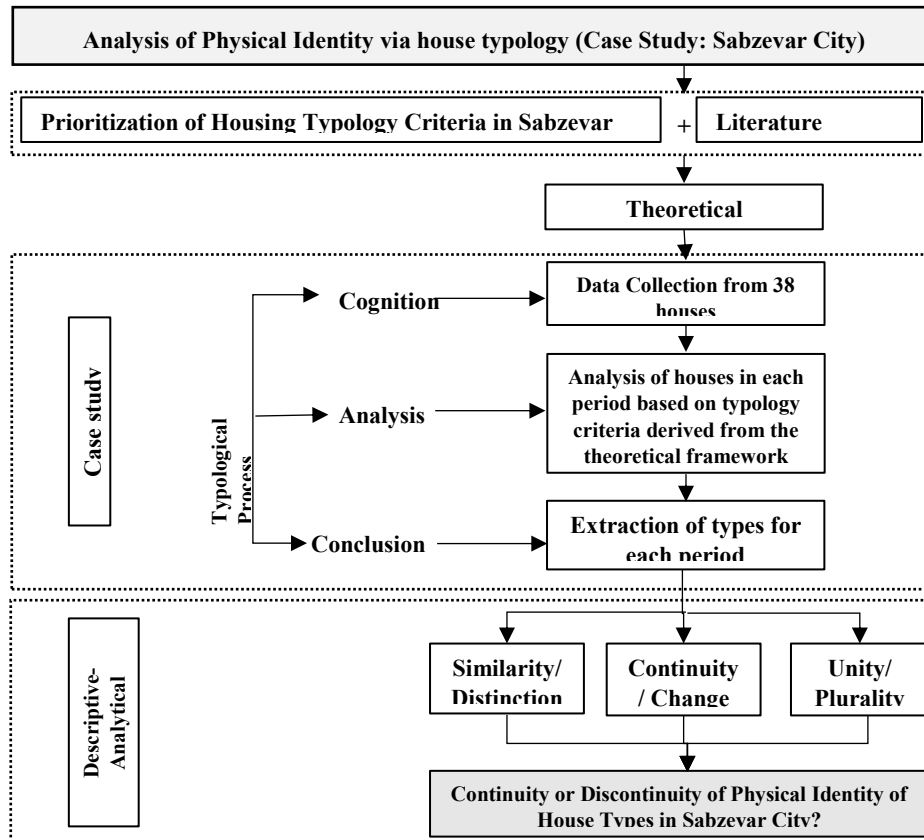 Analysis of Physical Identity via house typology (Case Study: Sabzevar City)
Prioritization of Housing Typology Criteria in Sabzevar
+
Literature
Theoretical
Case study
Typological
Process
Cognition
Data Collection from 38
houses
Analysis
Analysis of houses in each
period based on typology
criteria derived from the
theoretical framework
Conclusion
Extraction of types for
each period
Descriptive-
Analytical
Similarity/
Distinction
Continuity
/ Change
Unity/
Plurality
Continuity or Discontinuity of Physical Identity of
House Types in Sabzevar City?